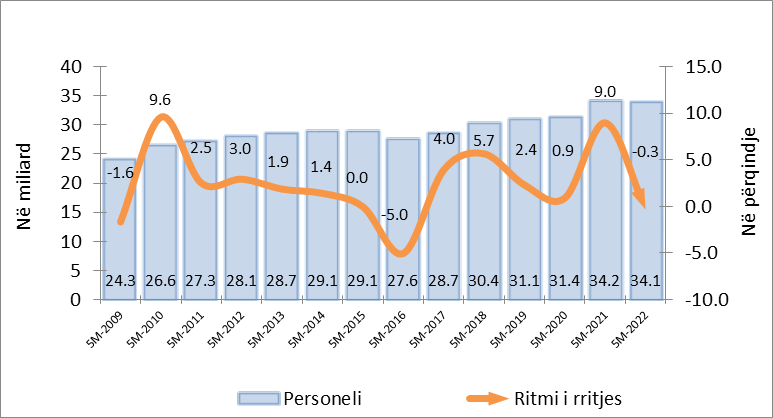 Në miliard
40
35
30
25
20
15
10
5
0
-1.6
9.6
2.5
3.0
1.9
1.4
0.0
-5.0
4.0
5.7
2.4
0.9
9.0
-0.3
24.3
26.6
27.3
28.1
28.7
29.1
29.1
27.6
28.7
30.4
31.1
31.4
34.2
34.1
15.0
10.0
5.0
0.0
-5.0
-10.0
Në përqindje
5M-2009
5M-2010
5M-2011
5M-2012
5M-2013
5M-2014
5M-2015
5M-2016
5M-2017
5M-2018
5M-2019
5M-2020
5M-2021
5M-2022
Personeli
Ritmi i rritjes